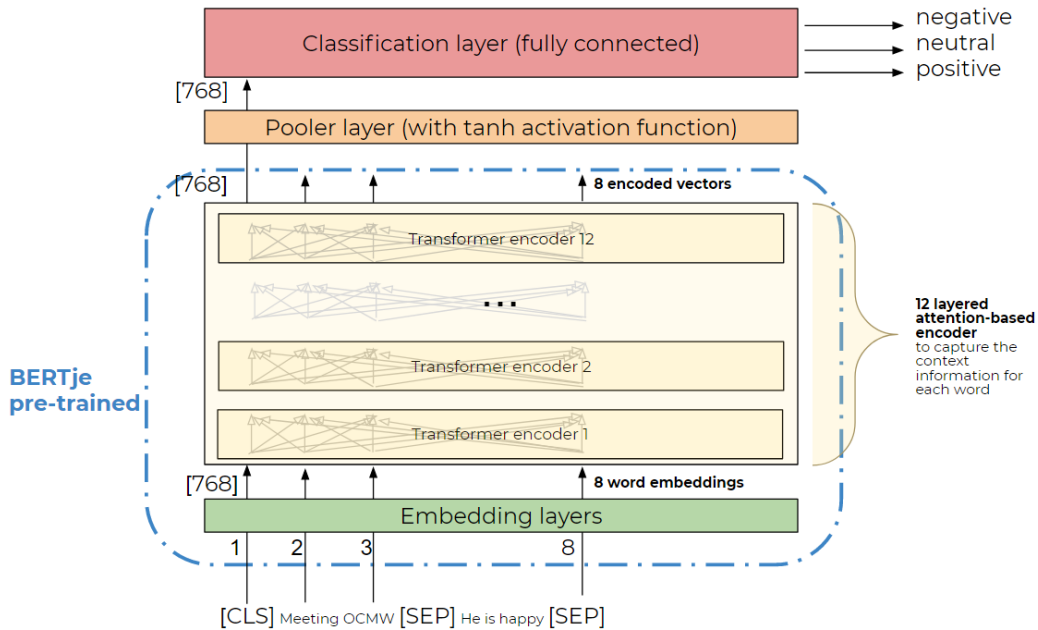 Classification layer (fully connected)
negative
neutral
positive
[768]
Pooler layer (with tanh activation function)
[768]
8 encoded vectors
Transformer encoder 12
...
12 layered
attention-based
encoder
to capture the
context
information for
each word
Transformer encoder 2
BERTje
pre-trained
Transformer encoder 1
[768]
8 word embeddings
Embedding layers
1 2 3 8
[CLS] Meeting OCMW [SEP] He is happy [SEP]